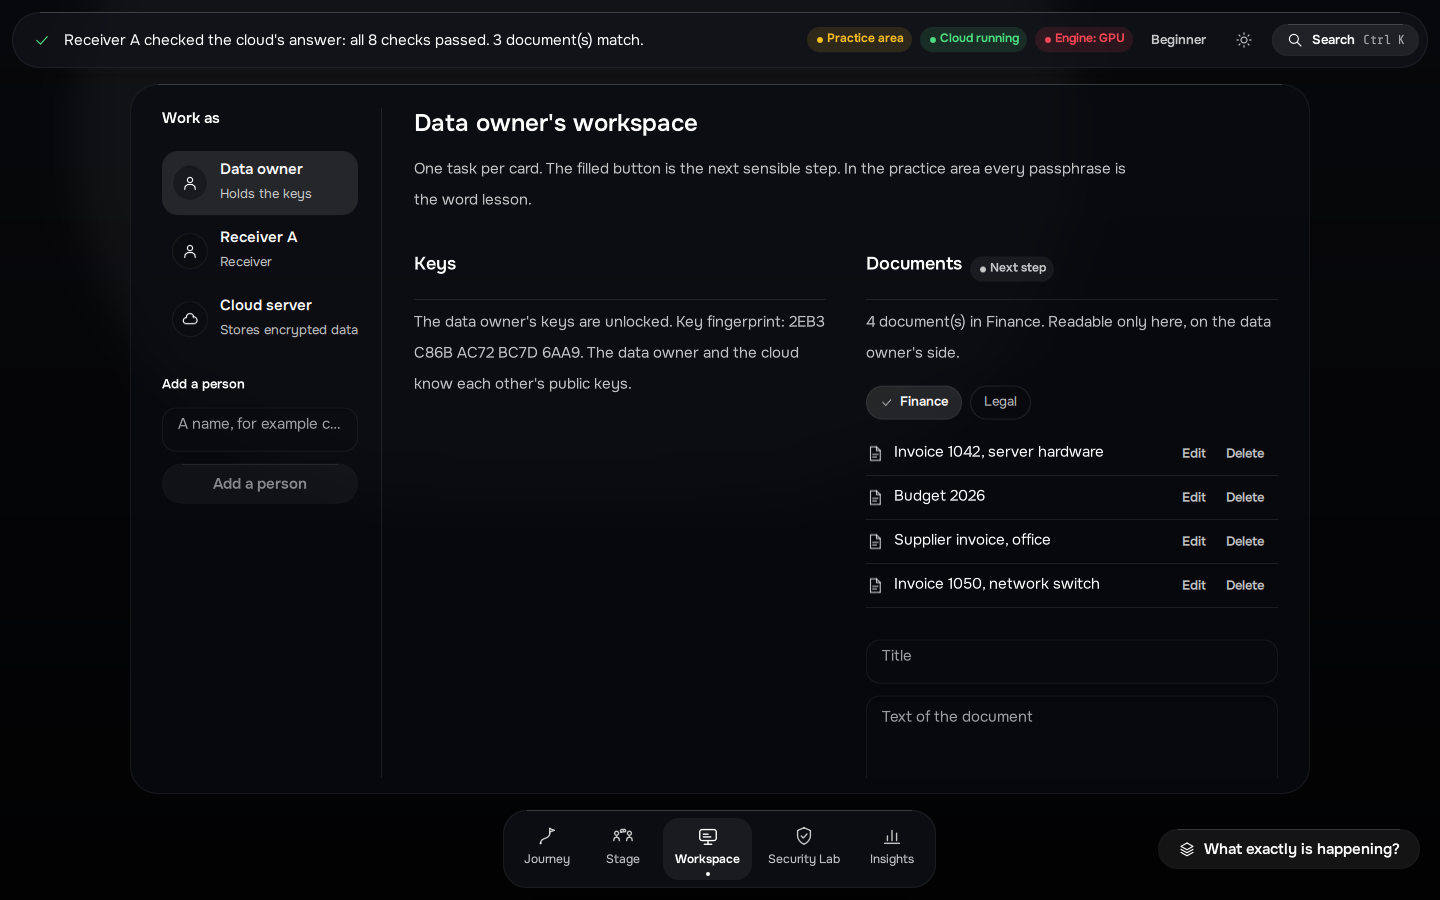 Receiver A checked the cloud's answer: all 8 checks passed. 3 document(s) match.
Practice area
Cloud running
Engine: GPU
Beginner
Search Ctrl K
Work as
Data owner
Holds the keys
Receiver A
Receiver
Cloud server
Stores encrypted data
Add a person
A name, for example c...
Add a person
Data owner's workspace
One task per card. The filled button is the next sensible step. In the practice area every passphrase is
the word lesson.
Keys
The data owner's keys are unlocked. Key fingerprint: 2EB3
C86B AC72 BC7D 6AA9. The data owner and the cloud
know each other's public keys.
Documents
Next step
4 document(s) in Finance. Readable only here, on the data
owner's side.
Finance
Legal
Invoice 1042, server hardware Edit Delete
Budget 2026 Edit Delete
Supplier invoice, office Edit Delete
Invoice 1050, network switch Edit Delete
Title
Text of the document
Journey
Stage
Workspace
Security Lab
Insights
What exactly is happening?